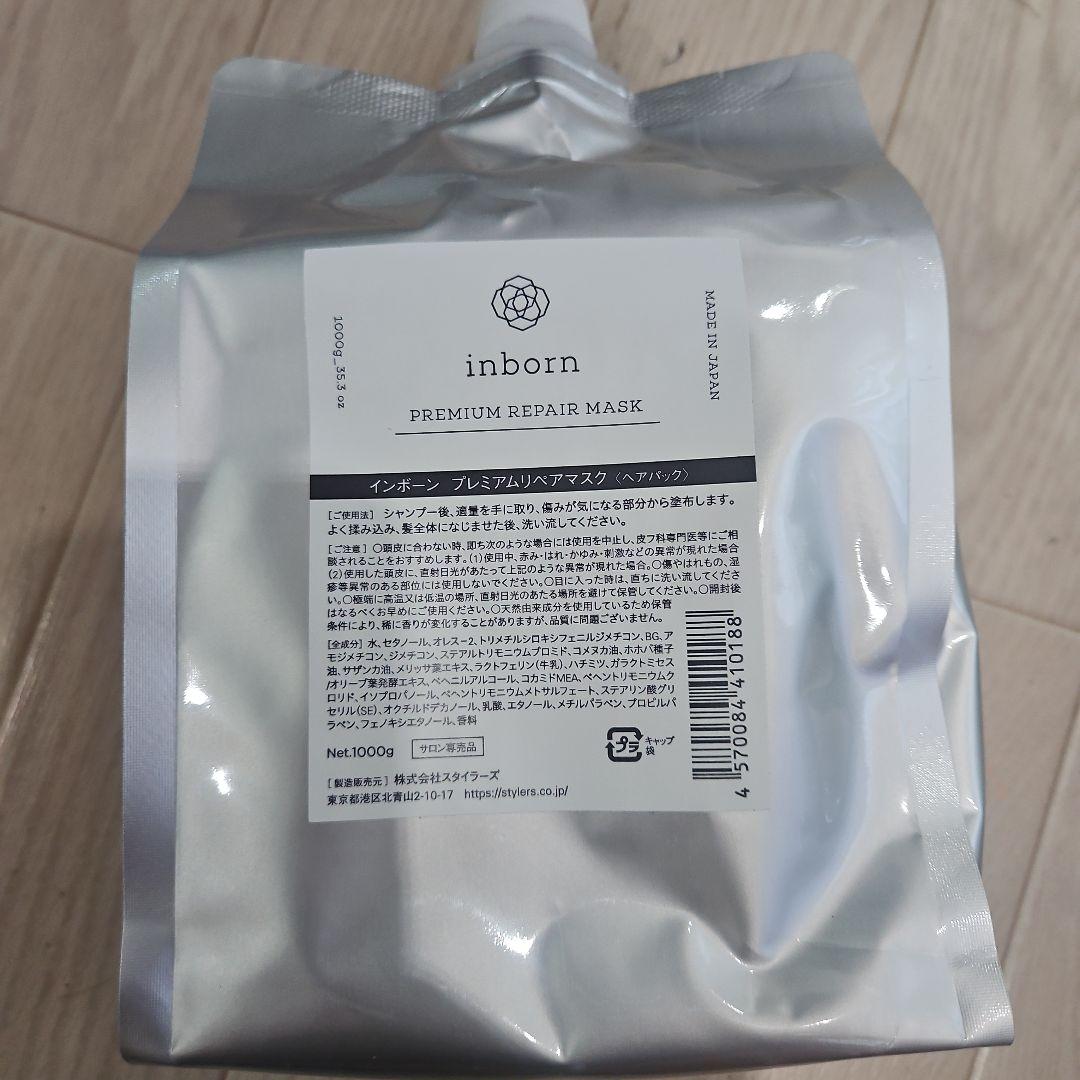 inborn
PREMIUM REPAIR MASK
1000g_35.3 oz
MADE IN JAPAN
インボーン プレミアムリペアマスク〈ヘアパック〉
[ご使用法] シャンプー後、適量を手に取り、傷みが気になる部分から塗布します。
よく揉み込み、髪全体になじませた後、洗い流してください。
[ご注意] ○頭皮に合わない時、即ち次のような場合には使用を中止し、皮フ科専門医等にご相
談されることをおすすめします。(1)使用中、赤み・はれ・かゆみ・刺激などの異常が現れた場合
(2)使用した頭皮に、直射日光があたって上記のような異常が現れた場合。○傷やはれもの、湿
疹等異常のある部位には使用しないでください。○目に入った時は、直ちに洗い流してくださ
い。○極端に高温又は低温の場所、直射日光のあたる場所を避けて保管してください。○開封後
はなるべくお早めにご使用ください。○天然由来成分を使用しているため保管
条件により、稀に香りが変化することがありますが、品質に問題ございません。
[全成分] 水、セタノール、オレス-2、トリメチルシロキシフェニルジメチコン、BG、ア
モジメチコン、ジメチコン、ステアルトリモニウムブロミド、コメヌカ油、ホホバ種子
油、サザンカ油、メリッサ葉エキス、ラクトフェリン(牛乳)、ハチミツ、ガラクトミセス
/オリーブ葉発酵エキス、ベヘニルアルコール、コカミドMEA、ベヘントリモニウムク
ロリド、イソプロパノール、ベヘントリモニウムメトサルフェート、ステアリン酸グリ
セリル(SE)、オクチルドデカノール、乳酸、エタノール、メチルパラベン、プロピルパ
ラベン、フェノキシエタノール、香料
Net.1000g サロン専売品
プラ
キャップ
袋
[製造販売元] 株式会社スタイラーズ
東京都港区北青山2-10-17 https://stylers.co.jp/
4 570084 410188